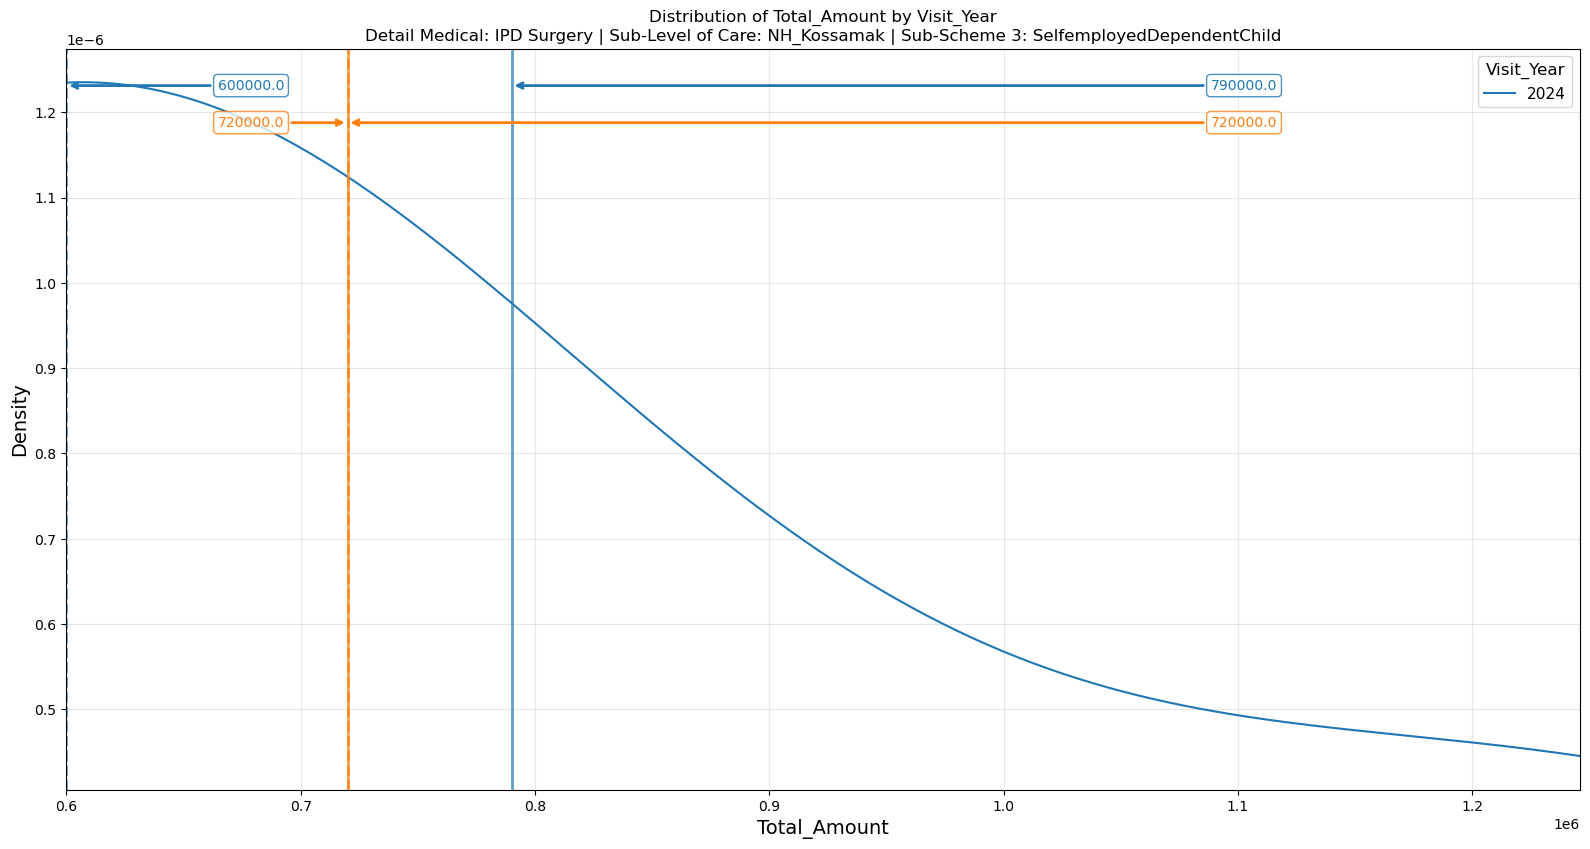 Distribution of Total_Amount by Visit_Year
Detail Medical: IPD Surgery | Sub-Level of Care: NH_Kossamak | Sub-Scheme 3: SelfemployedDependentChild
1e−6
Visit_Year
2024
600000.0
790000.0
720000.0
720000.0
1.2
1.1
1.0
0.9
0.8
0.7
0.6
0.5
Density
0.6
0.7
0.8
0.9
1.0
1.1
1.2
1e6
Total_Amount